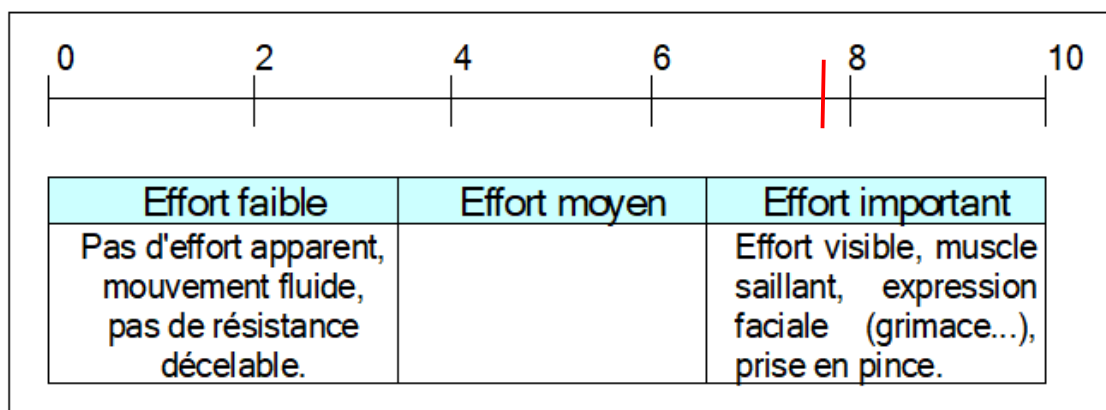 0 2 4 6 8 10
Effort faible Effort moyen Effort important
Pas d'effort apparent,
mouvement fluide,
pas de résistance
décelable.
Effort visible, muscle
saillant, expression
faciale (grimace...),
prise en pince.